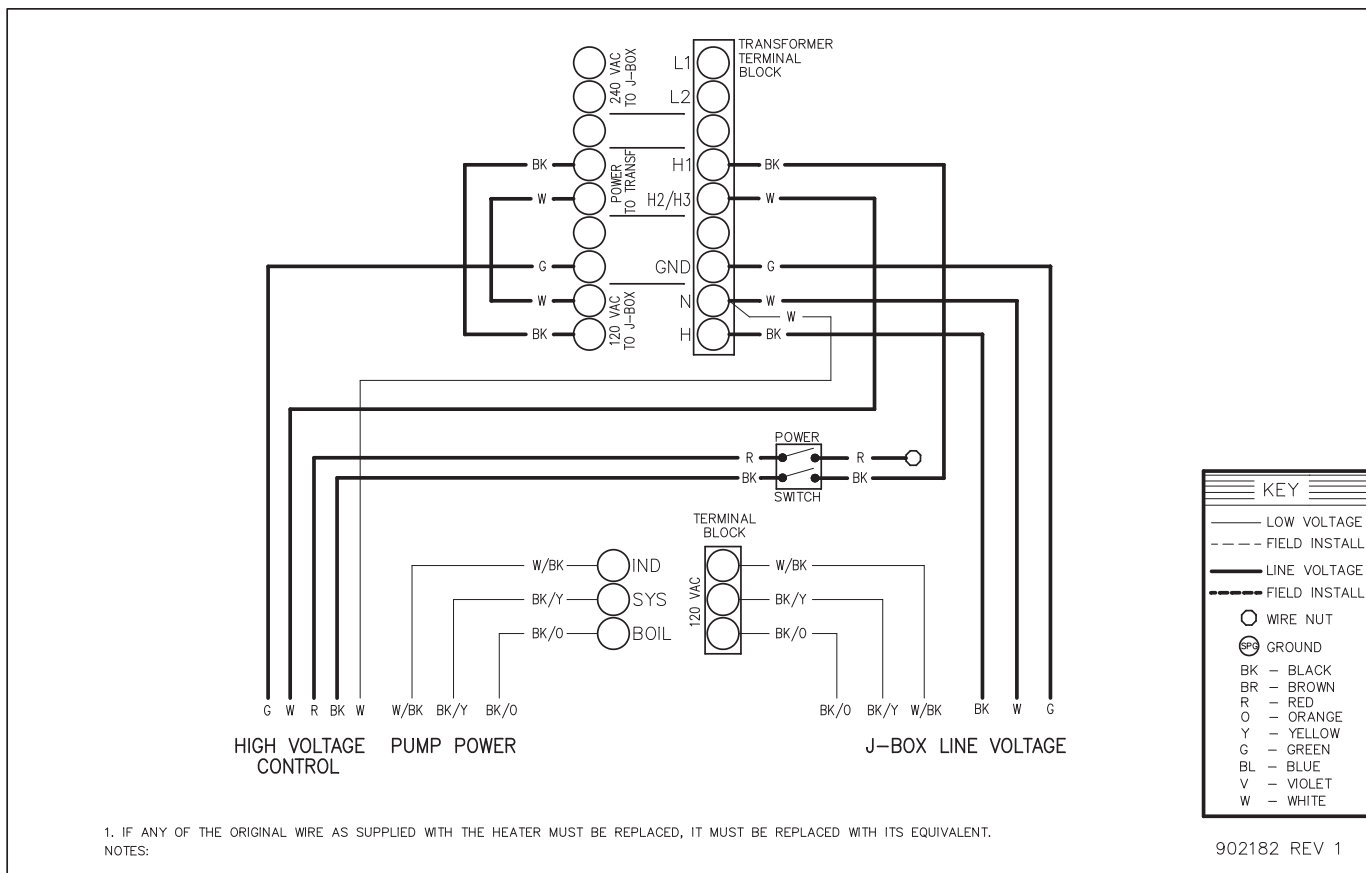 TRANSFORMER
TERMINAL
BLOCK
240 VAC
TO J-BOX
L1
L2
POWER
TO TRANSF
BK
H1
BK
W
H2/H3
W
G
GND
G
W
N
W
W
120 VAC
TO J-BOX
BK
H
BK
POWER
R
R
BK
BK
SWITCH
TERMINAL
BLOCK
120 VAC
W/BK
IND
W/BK
BK/Y
SYS
BK/Y
BK/O
BOIL
BK/O
G W R BK W W/BK BK/Y BK/O
BK/O BK/Y W/BK BK W G
HIGH VOLTAGE
CONTROL
PUMP POWER
J-BOX LINE VOLTAGE
KEY
LOW VOLTAGE
FIELD INSTALL
LINE VOLTAGE
FIELD INSTALL
WIRE NUT
SPG GROUND
BK - BLACK
BR - BROWN
R - RED
O - ORANGE
Y - YELLOW
G - GREEN
BL - BLUE
V - VIOLET
W - WHITE
1. IF ANY OF THE ORIGINAL WIRE AS SUPPLIED WITH THE HEATER MUST BE REPLACED, IT MUST BE REPLACED WITH ITS EQUIVALENT.
NOTES:
902182 REV 1